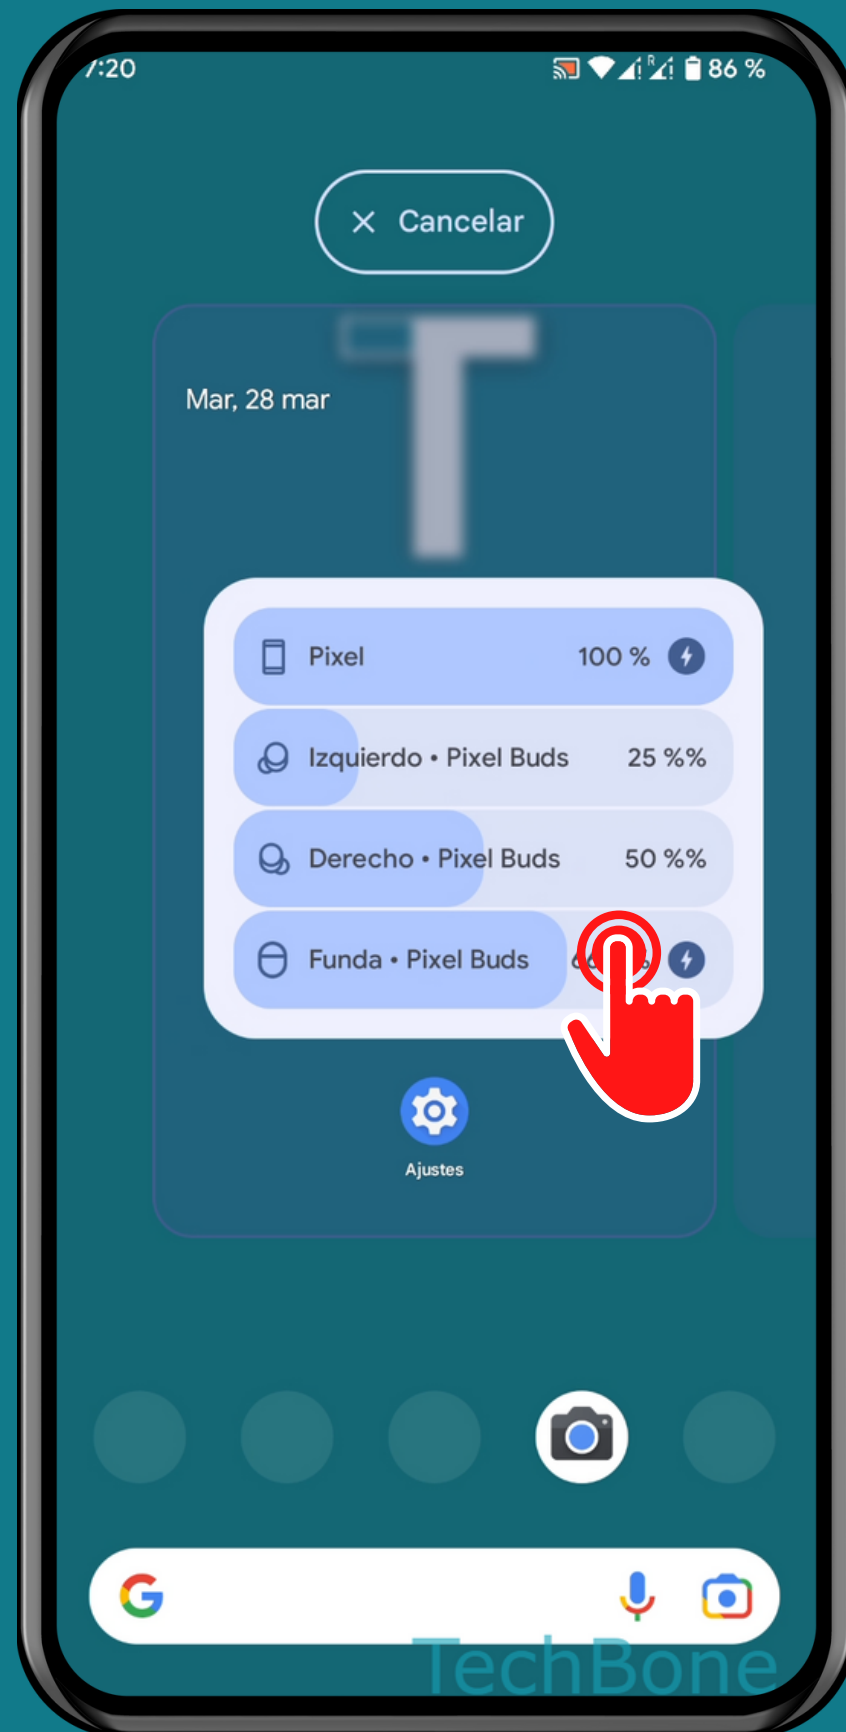 7:20
R
86 %
Cancelar
Mar, 28 mar
T
Pixel 100 %
Izquierdo • Pixel Buds 25 %%
Derecho • Pixel Buds 50 %%
Funda • Pixel Buds
Ajustes
G
TechBone